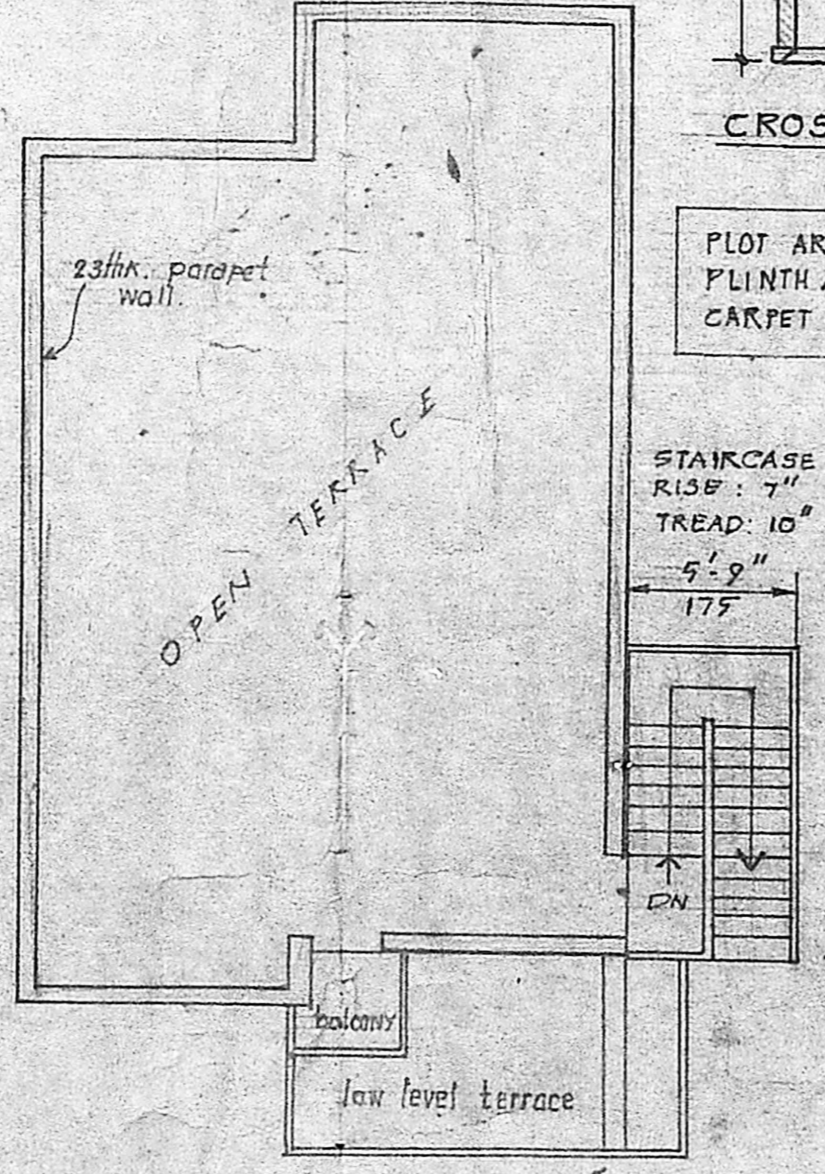 CROS
PLOT AR
PLINTH A
CARPET
23thk. parapet
wall.
OPEN TERRACE
STAIRCASE
RISE : 7"
TREAD: 10"
5'-9"
175
DN
balcony
low level terrace